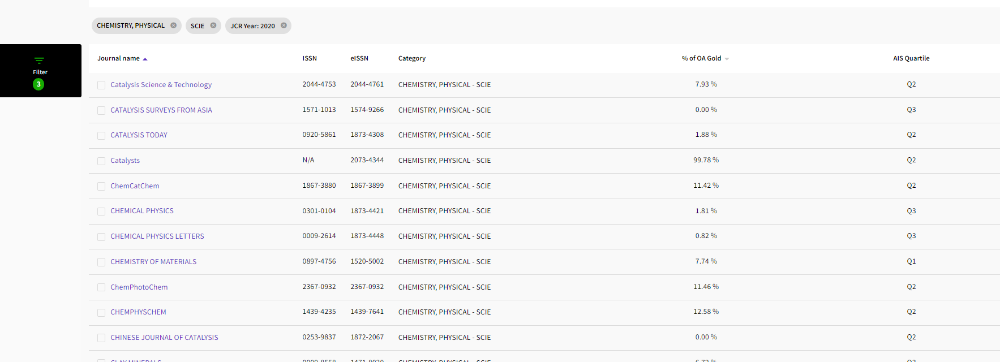 CHEMISTRY, PHYSICAL SCIE JCR Year: 2020
Filter
3
Journal name ISSN eISSN Category % of OA Gold AIS Quartile
Catalysis Science & Technology 2044-4753 2044-4761 CHEMISTRY, PHYSICAL - SCIE 7.93 % Q2
CATALYSIS SURVEYS FROM ASIA 1571-1013 1574-9266 CHEMISTRY, PHYSICAL - SCIE 0.00 % Q3
CATALYSIS TODAY 0920-5861 1873-4308 CHEMISTRY, PHYSICAL - SCIE 1.88 % Q2
Catalysts N/A 2073-4344 CHEMISTRY, PHYSICAL - SCIE 99.78 % Q2
ChemCatChem 1867-3880 1867-3899 CHEMISTRY, PHYSICAL - SCIE 11.42 % Q2
CHEMICAL PHYSICS 0301-0104 1873-4421 CHEMISTRY, PHYSICAL - SCIE 1.81 % Q3
CHEMICAL PHYSICS LETTERS 0009-2614 1873-4448 CHEMISTRY, PHYSICAL - SCIE 0.82 % Q3
CHEMISTRY OF MATERIALS 0897-4756 1520-5002 CHEMISTRY, PHYSICAL - SCIE 7.74 % Q1
ChemPhotoChem 2367-0932 2367-0932 CHEMISTRY, PHYSICAL - SCIE 11.46 % Q2
CHEMPHYSCHEM 1439-4235 1439-7641 CHEMISTRY, PHYSICAL - SCIE 12.58 % Q2
CHINESE JOURNAL OF CATALYSIS 0253-9837 1872-2067 CHEMISTRY, PHYSICAL - SCIE 0.00 % Q2
CLAY MINERALS CHEMISTRY, PHYSICAL - SCIE